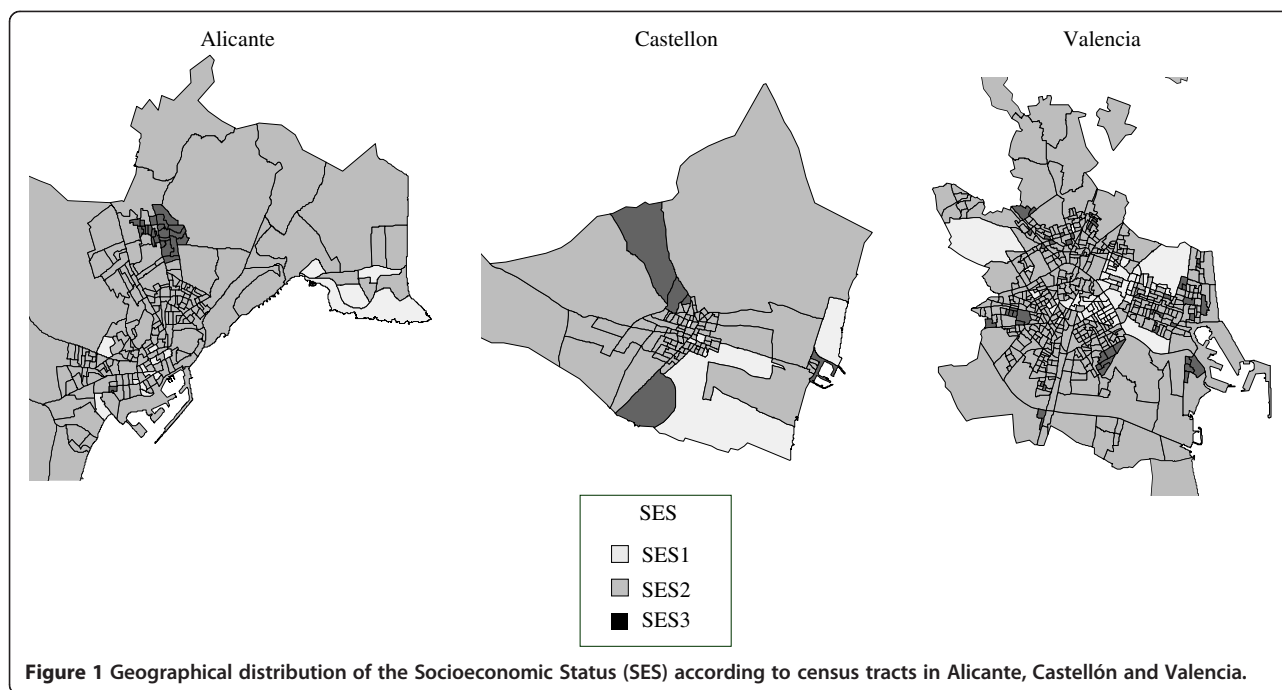 Alicante
Castellon
Valencia
SES
SES1
SES2
SES3
Figure 1 Geographical distribution of the Socioeconomic Status (SES) according to census tracts in Alicante, Castellón and Valencia.